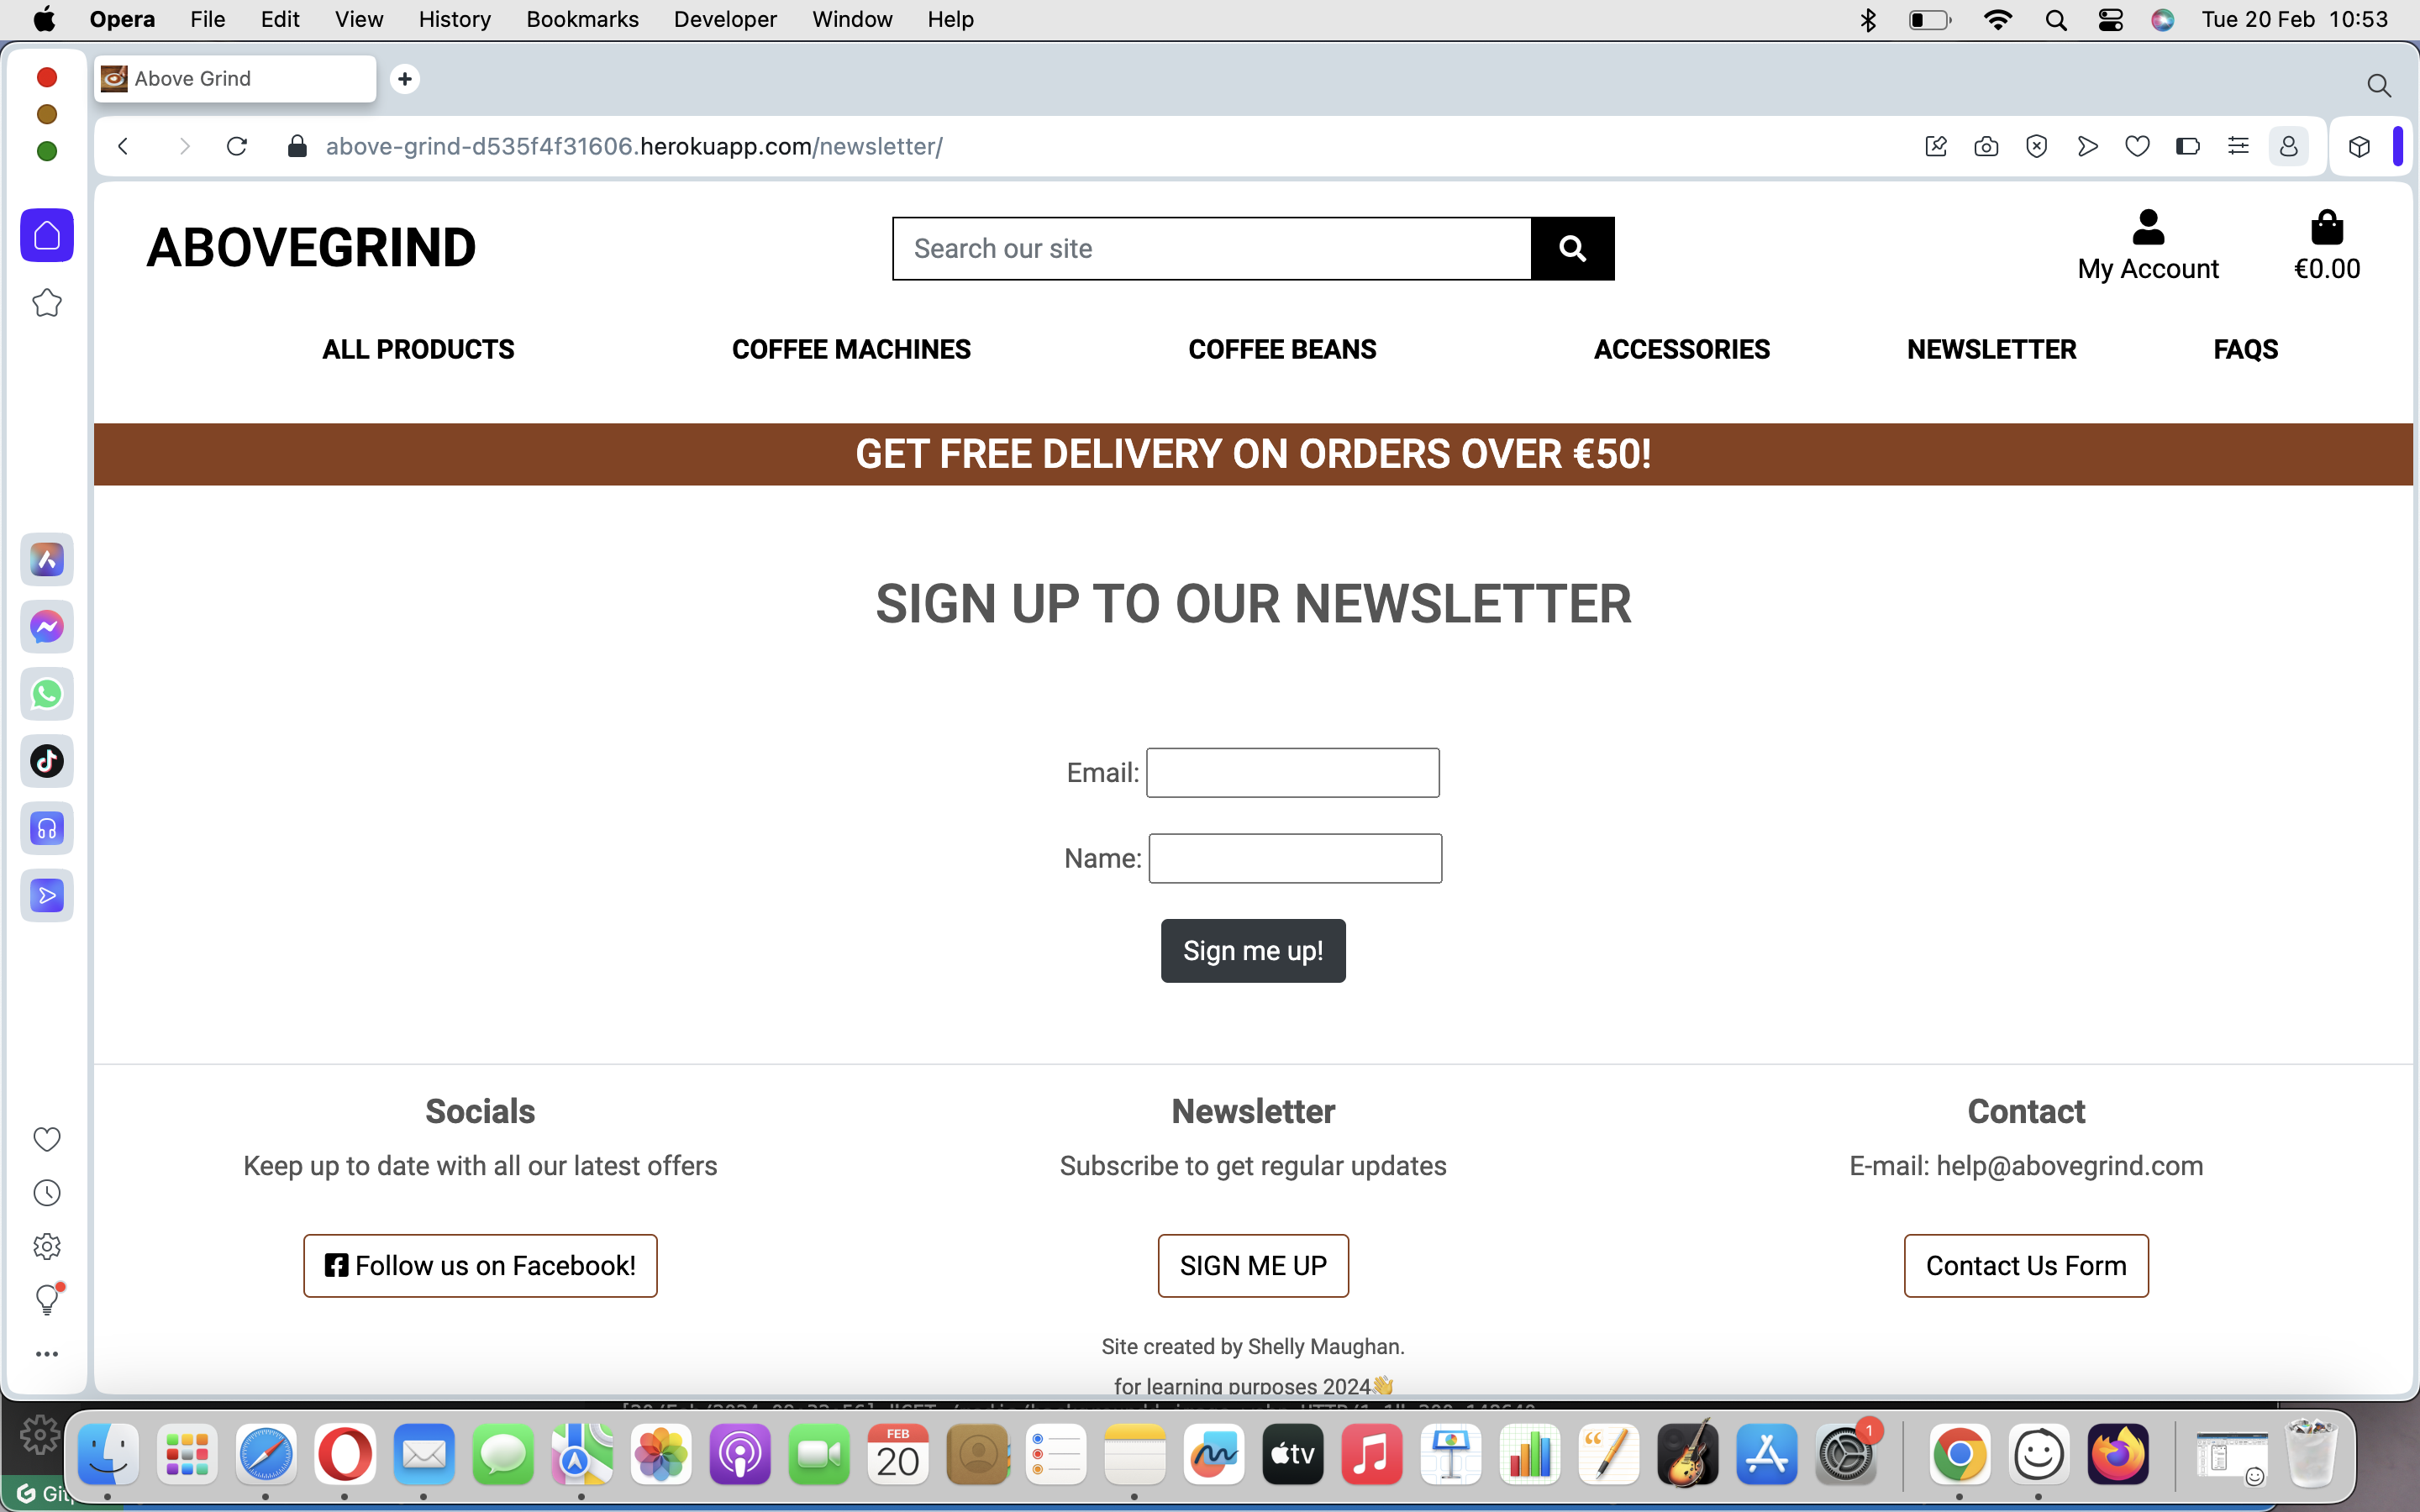 Opera File Edit View History Bookmarks Developer Window Help Tue 20 Feb 10:53
Above Grind
above-grind-d535f4f31606.herokuapp.com/newsletter/
ABOVEGRIND
Search our site
My Account
€0.00
ALL PRODUCTS COFFEE MACHINES COFFEE BEANS ACCESSORIES NEWSLETTER FAQS
GET FREE DELIVERY ON ORDERS OVER €50!
SIGN UP TO OUR NEWSLETTER
Email:
Name:
Sign me up!
Socials
Keep up to date with all our latest offers
Follow us on Facebook!
Newsletter
Subscribe to get regular updates
SIGN ME UP
Contact
E-mail: help@abovegrind.com
Contact Us Form
Site created by Shelly Maughan.
for learning purposes 2024👋
FEB
20
tv
1